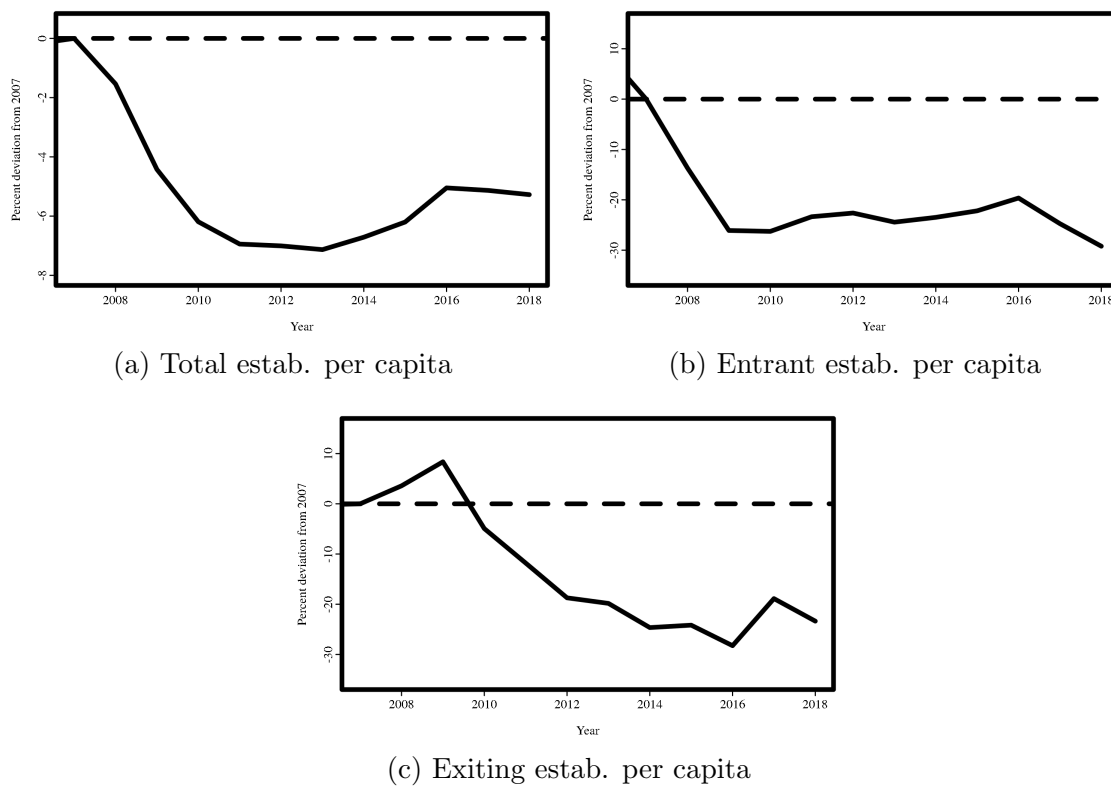 Percent deviation from 2007
0
-2
-4
-6
-8
2008 2010 2012 2014 2016 2018
Year
(a) Total estab. per capita
Percent deviation from 2007
10
0
-10
-20
-30
2008 2010 2012 2014 2016 2018
Year
(b) Entrant estab. per capita
Percent deviation from 2007
10
0
-10
-20
-30
2008 2010 2012 2014 2016 2018
Year
(c) Exiting estab. per capita